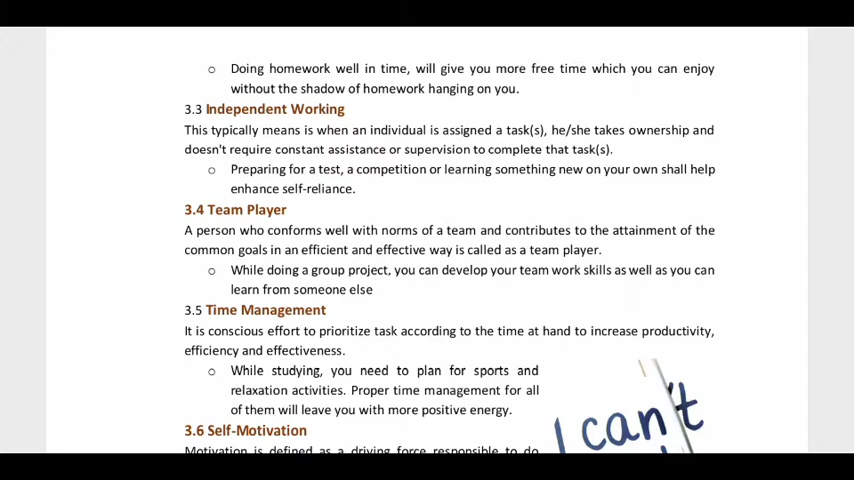 o Doing homework well in time, will give you more free time which you can enjoy
without the shadow of homework hanging on you.
3.3 Independent Working
This typically means is when an individual is assigned a task(s), he/she takes ownership and
doesn't require constant assistance or supervision to complete that task(s).
o Preparing for a test, a competition or learning something new on your own shall help
enhance self-reliance.
3.4 Team Player
A person who conforms well with norms of a team and contributes to the attainment of the
common goals in an efficient and effective way is called as a team player.
o While doing a group project, you can develop your team work skills as well as you can
learn from someone else
3.5 Time Management
It is conscious effort to prioritize task according to the time at hand to increase productivity,
efficiency and effectiveness.
o While studying, you need to plan for sports and
relaxation activities. Proper time management for all
of them will leave you with more positive energy.
I can't
3.6 Self-Motivation
Motivation is defined as a driving force responsible to do